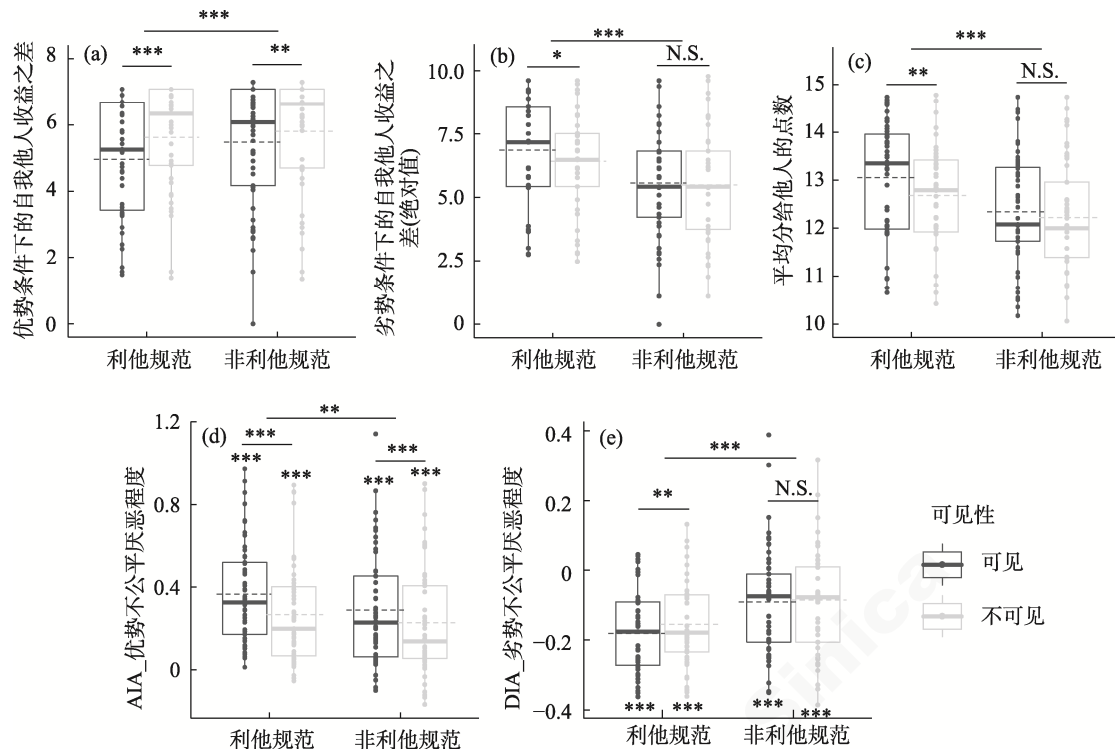 (a)
***
***
**
优势条件下的自我他人收益之差
8
6
4
2
0
利他规范
非利他规范
(b)
***
*
N.S.
劣势条件下的自我他人收益之
差(绝对值)
10.0
7.5
5.0
2.5
0
利他规范
非利他规范
(c)
***
**
N.S.
平均分给他人的点数
15
14
13
12
11
10
利他规范
非利他规范
(d)
**
***
***
***
***
***
***
AIA_优势不公平厌恶程度
1.2
0.8
0.4
0
利他规范
非利他规范
(e)
***
**
N.S.
DIA_劣势不公平厌恶程度
0.4
0.2
0
−0.2
−0.4
***
***
***
***
利他规范
非利他规范
可见性
可见
不可见
Sinica